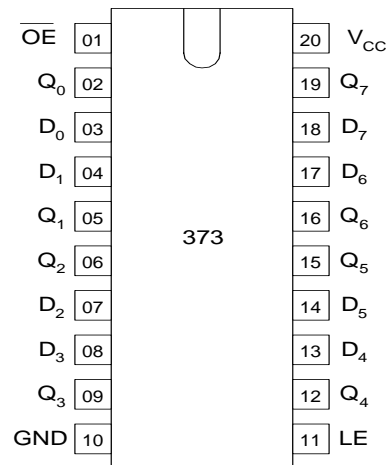 OE 01 20 VCC
Q0 02 19 Q7
D0 03 18 D7
D1 04 17 D6
Q1 05 16 Q6
373
Q2 06 15 Q5
D2 07 14 D5
D3 08 13 D4
Q3 09 12 Q4
GND 10 11 LE